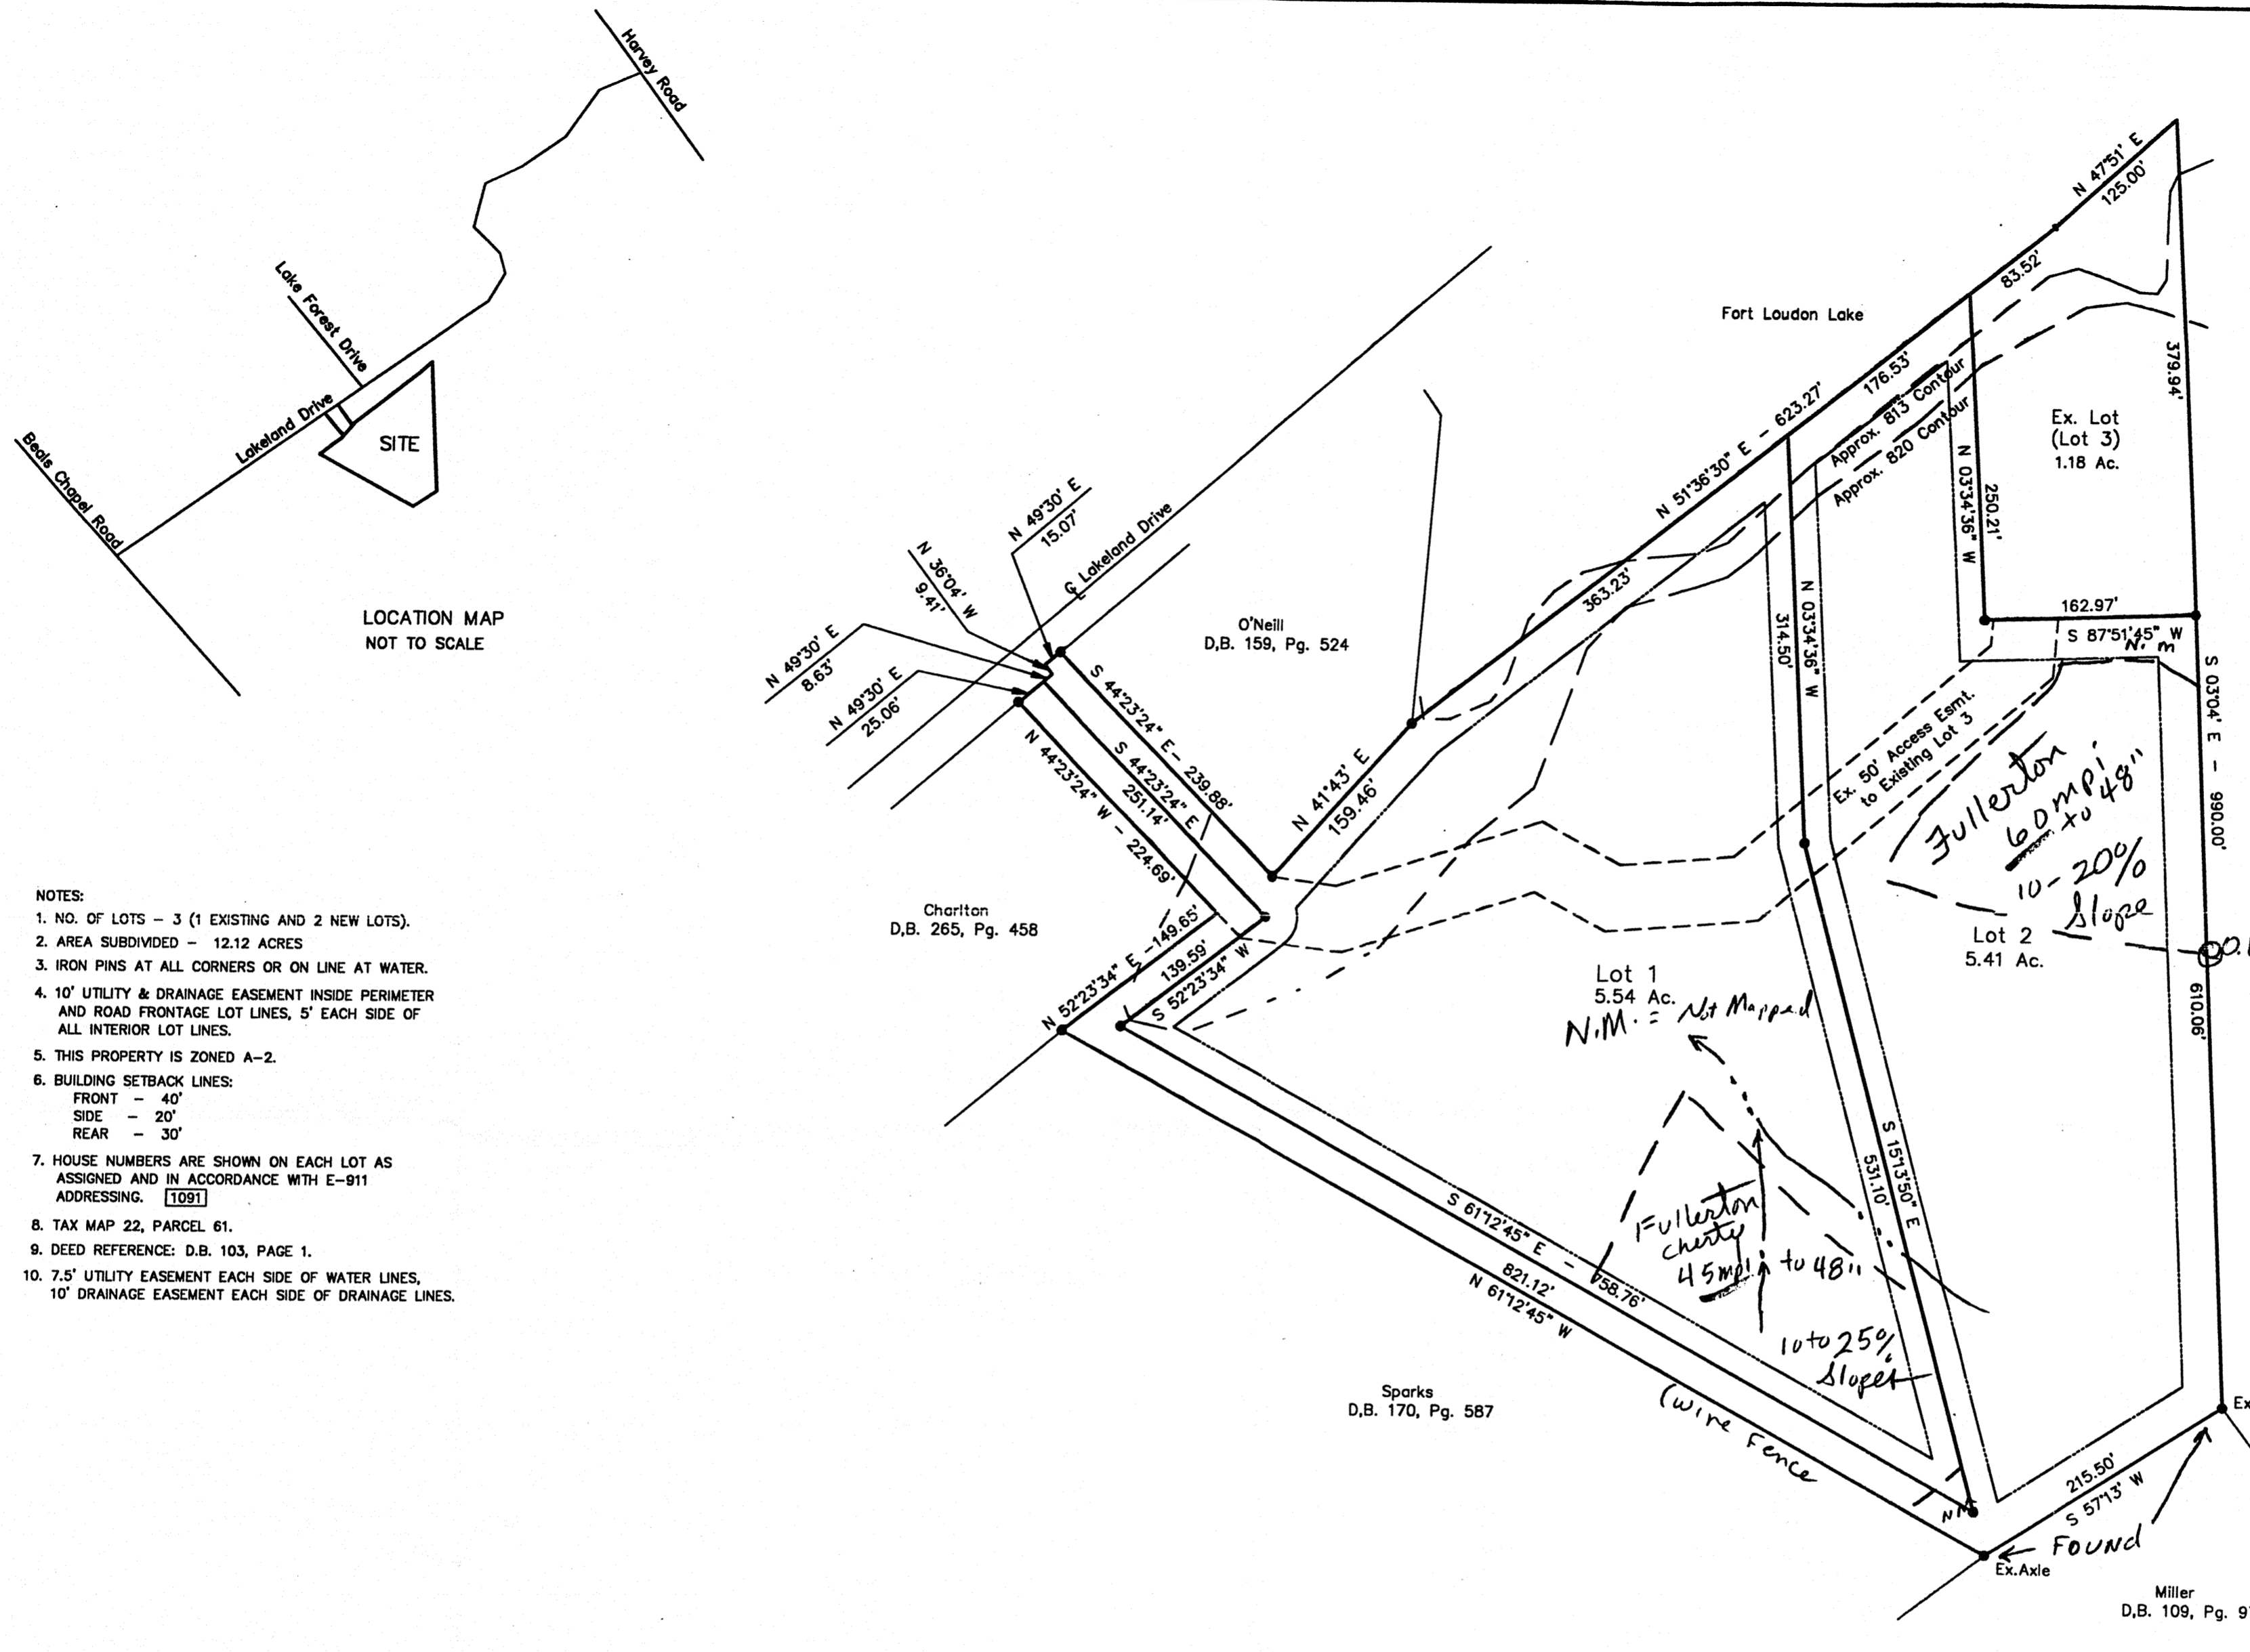 Harvey Road
Lake Forest Drive
Lakeland Drive
SITE
Beals Chapel Road
LOCATION MAP
NOT TO SCALE
NOTES:
1. NO. OF LOTS – 3 (1 EXISTING AND 2 NEW LOTS).
2. AREA SUBDIVIDED – 12.12 ACRES
3. IRON PINS AT ALL CORNERS OR ON LINE AT WATER.
4. 10' UTILITY & DRAINAGE EASEMENT INSIDE PERIMETER
AND ROAD FRONTAGE LOT LINES, 5' EACH SIDE OF
ALL INTERIOR LOT LINES.
5. THIS PROPERTY IS ZONED A–2.
6. BUILDING SETBACK LINES:
FRONT – 40'
SIDE – 20'
REAR – 30'
7. HOUSE NUMBERS ARE SHOWN ON EACH LOT AS
ASSIGNED AND IN ACCORDANCE WITH E–911
ADDRESSING. 1091
8. TAX MAP 22, PARCEL 61.
9. DEED REFERENCE: D.B. 103, PAGE 1.
10. 7.5' UTILITY EASEMENT EACH SIDE OF WATER LINES,
10' DRAINAGE EASEMENT EACH SIDE OF DRAINAGE LINES.
N 47°51' E
125.00'
83.52'
Fort Loudon Lake
379.94'
176.53'
N 51°36'30" E – 623.27'
Approx. 813 Contour
Approx. 820 Contour
Ex. Lot
(Lot 3)
1.18 Ac.
N 03°34'36" W
250.21'
162.97'
S 87°51'45" W
N.m
S 03°04' E – 990.00'
363.23'
314.50'
N 03°34'36" W
Ex. 50' Access Esmt.
to Existing Lot 3
Fullerton
60mpi
to 48"
10–20%
Slope
Lot 2
5.41 Ac.
610.06'
N 49°30' E
15.07'
N 36°04' W
9.41'
N 49°30' E
8.63'
N 49°30' E
25.06'
℄ Lakeland Drive
O'Neill
D,B. 159, Pg. 524
S 44°23'24" E– 239.88'
S 44°23'24" E
251.14'
N 44°23'24" W – 224.69'
N 41°43' E
159.46'
Charlton
D,B. 265, Pg. 458
N 52°23'34" E –149.65'
139.59'
S 52°23'34" W
Lot 1
5.54 Ac.
N.M. = Not Mapped
Fullerton
cherty
45mpi to 48"
10 to 25%
Slopes
S 15°13'50" E
531.10'
S 61°12'45" E – 758.76'
821.12'
N 61°12'45" W
Sparks
D,B. 170, Pg. 587
(wire Fence
215.50'
S 57°13' W
Found
NM
Ex.Axle
Ex
Miller
D,B. 109, Pg. 9